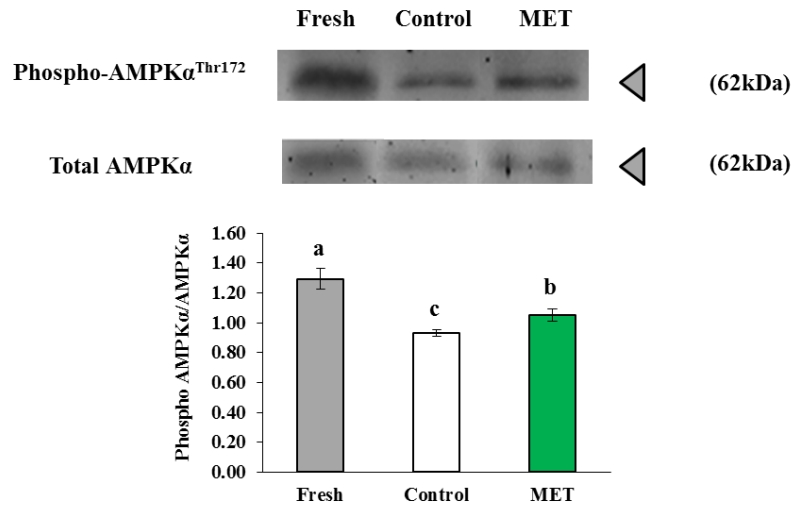 Fresh Control MET
Phospho-AMPKαThr172 (62kDa)
Total AMPKα (62kDa)
Phospho AMPKα/AMPKα
1.60
1.40
1.20
1.00
0.80
0.60
0.40
0.20
0.00
a
c
b
Fresh Control MET